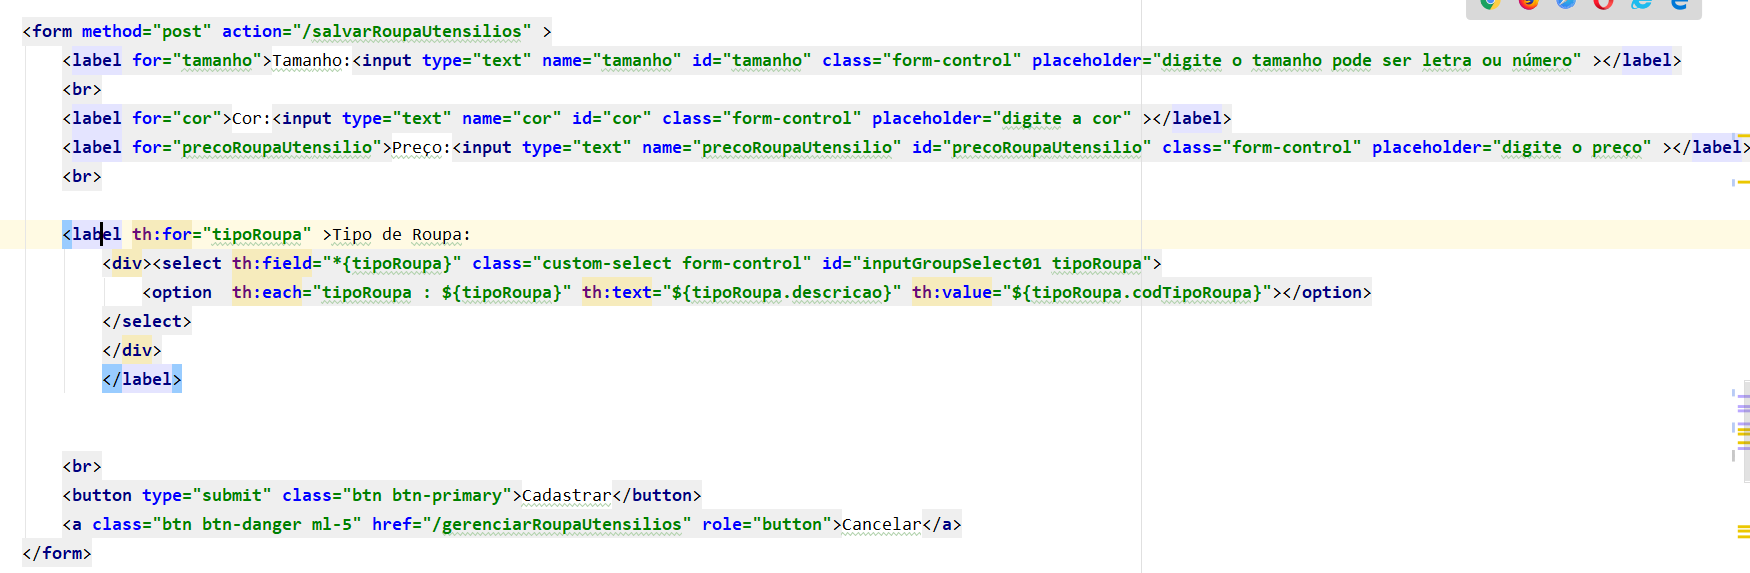 <form method="post" action="/salvarRoupaUtensilios" >
<label for="tamanho">Tamanho:<input type="text" name="tamanho" id="tamanho" class="form-control" placeholder="digite o tamanho pode ser letra ou número" ></label>
<br>
<label for="cor">Cor:<input type="text" name="cor" id="cor" class="form-control" placeholder="digite a cor" ></label>
<label for="precoRoupaUtensilio">Preço:<input type="text" name="precoRoupaUtensilio" id="precoRoupaUtensilio" class="form-control" placeholder="digite o preço" ></label>
<br>
<label th:for="tipoRoupa" >Tipo de Roupa:
<div><select th:field="*{tipoRoupa}" class="custom-select form-control" id="inputGroupSelect01 tipoRoupa">
<option  th:each="tipoRoupa : ${tipoRoupa}" th:text="${tipoRoupa.descricao}" th:value="${tipoRoupa.codTipoRoupa}"></option>
</select>
</div>
</label>
<br>
<button type="submit" class="btn btn-primary">Cadastrar</button>
<a class="btn btn-danger ml-5" href="/gerenciarRoupaUtensilios" role="button">Cancelar</a>
</form>